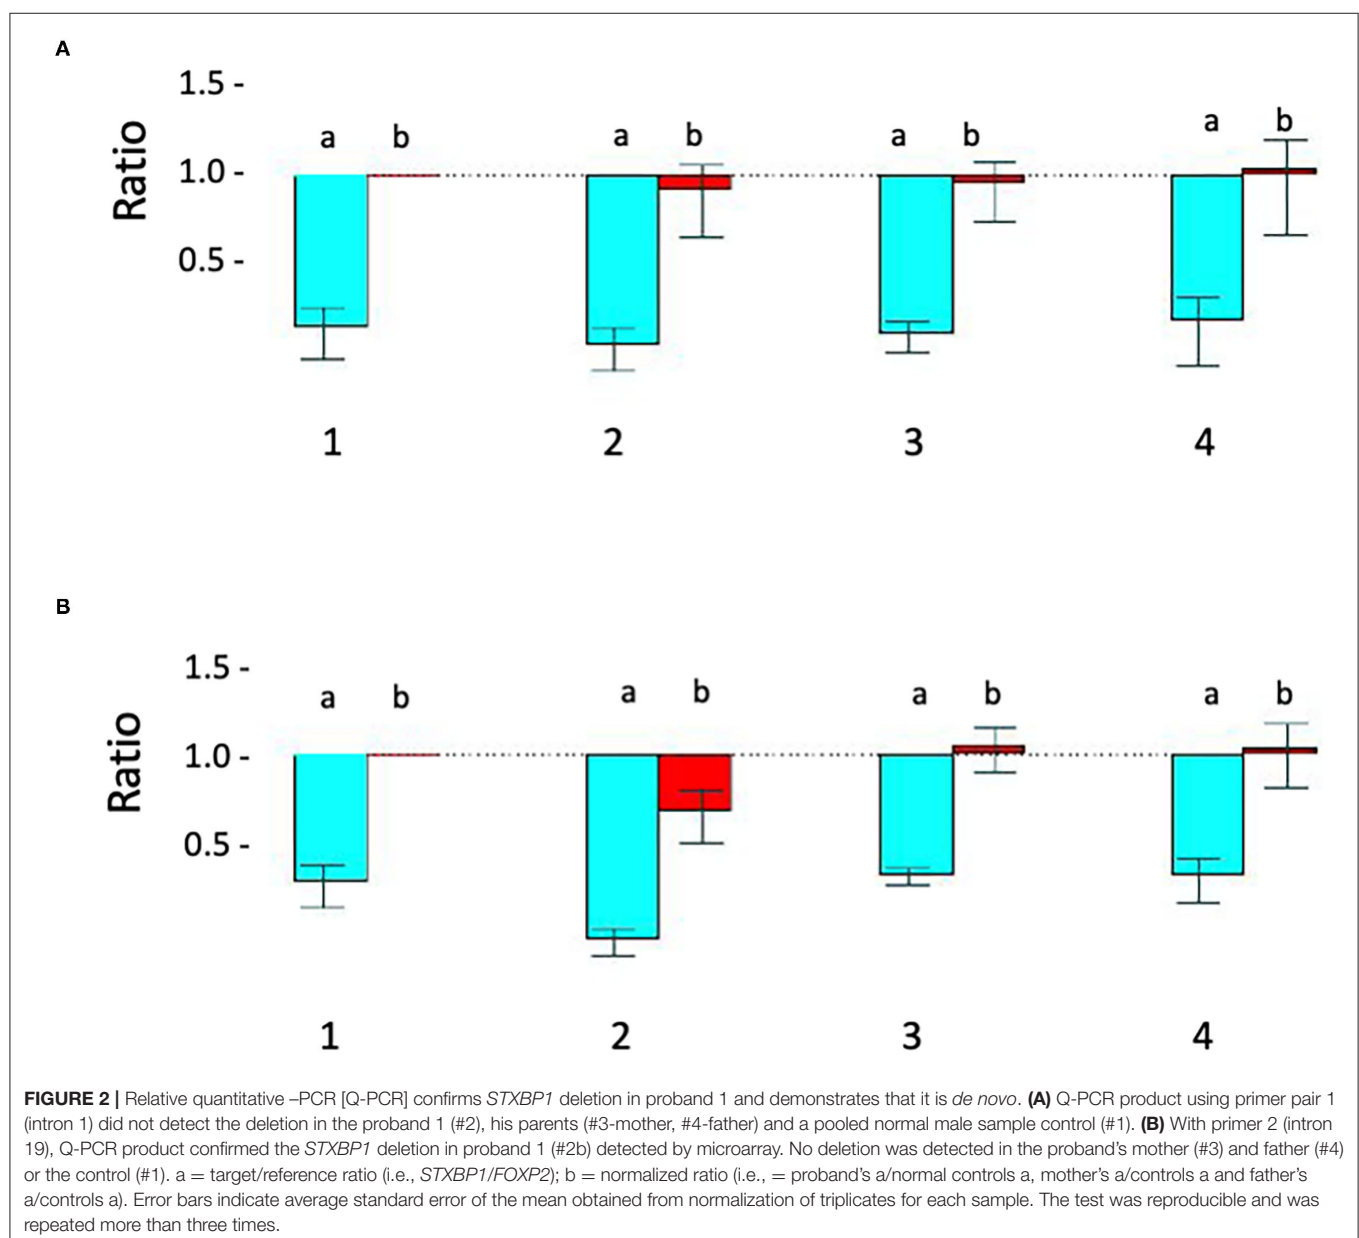 A
1.5 -
a b a b a b a b
1.0 -
Ratio
0.5 -
1 2 3 4
B
1.5 -
a b a b a b a b
1.0 -
Ratio
0.5 -
1 2 3 4
FIGURE 2 | Relative quantitative –PCR [Q-PCR] confirms STXBP1 deletion in proband 1 and demonstrates that it is de novo. (A) Q-PCR product using primer pair 1
(intron 1) did not detect the deletion in the proband 1 (#2), his parents (#3-mother, #4-father) and a pooled normal male sample control (#1). (B) With primer 2 (intron
19), Q-PCR product confirmed the STXBP1 deletion in proband 1 (#2b) detected by microarray. No deletion was detected in the proband's mother (#3) and father (#4)
or the control (#1). a = target/reference ratio (i.e., STXBP1/FOXP2); b = normalized ratio (i.e., = proband's a/normal controls a, mother's a/controls a and father's
a/controls a). Error bars indicate average standard error of the mean obtained from normalization of triplicates for each sample. The test was reproducible and was
repeated more than three times.